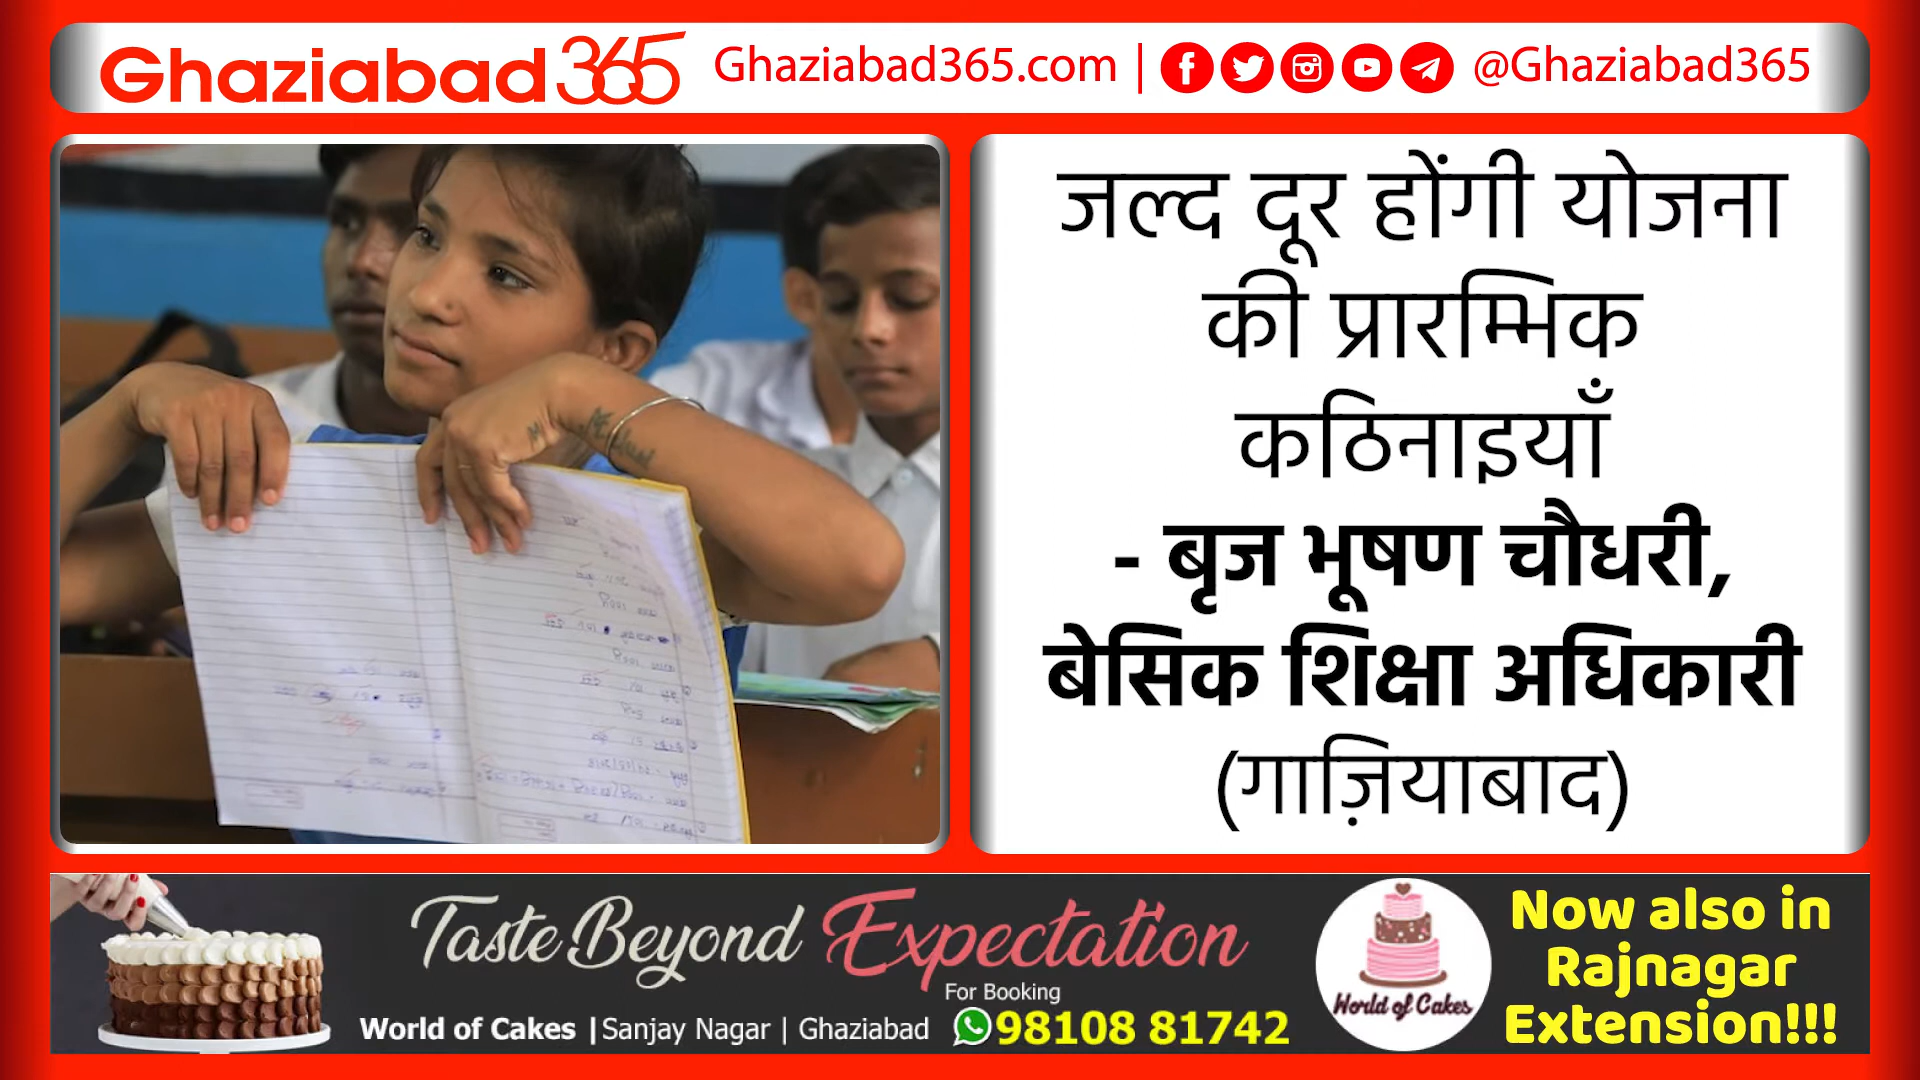 Ghaziabad365 Ghaziabad365.com | @Ghaziabad365
जल्द दूर होंगी योजना
की प्रारम्भिक
कठिनाइयाँ
- बृज भूषण चौधरी,
बेसिक शिक्षा अधिकारी
(गाज़ियाबाद)
Taste Beyond Expectation
For Booking
World of Cakes | Sanjay Nagar | Ghaziabad 98108 81742
World of Cakes
Now also in
Rajnagar
Extension!!!